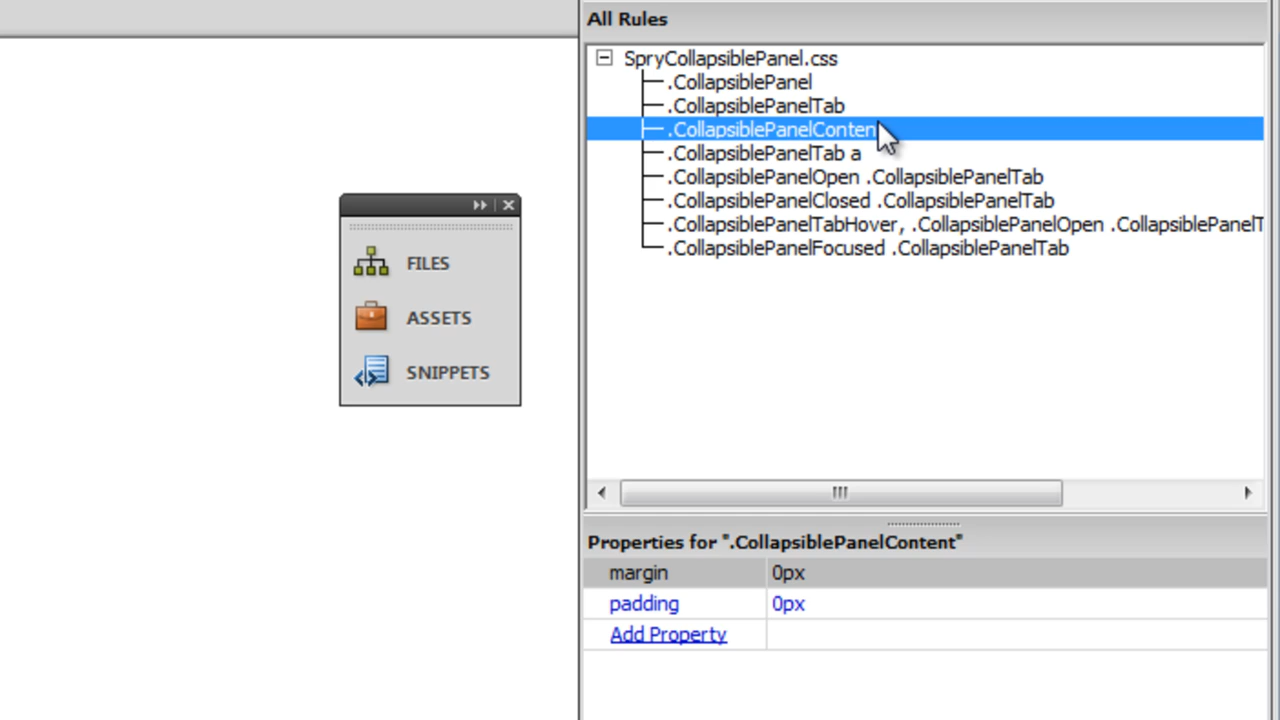 All Rules
SpryCollapsiblePanel.css
.CollapsiblePanel
.CollapsiblePanelTab
.CollapsiblePanelConten
.CollapsiblePanelTab a
.CollapsiblePanelOpen .CollapsiblePanelTab
.CollapsiblePanelClosed .CollapsiblePanelTab
.CollapsiblePanelTabHover, .CollapsiblePanelOpen .CollapsiblePanelT
.CollapsiblePanelFocused .CollapsiblePanelTab
FILES
ASSETS
SNIPPETS
Properties for ".CollapsiblePanelContent"
margin 0px
padding 0px
Add Property